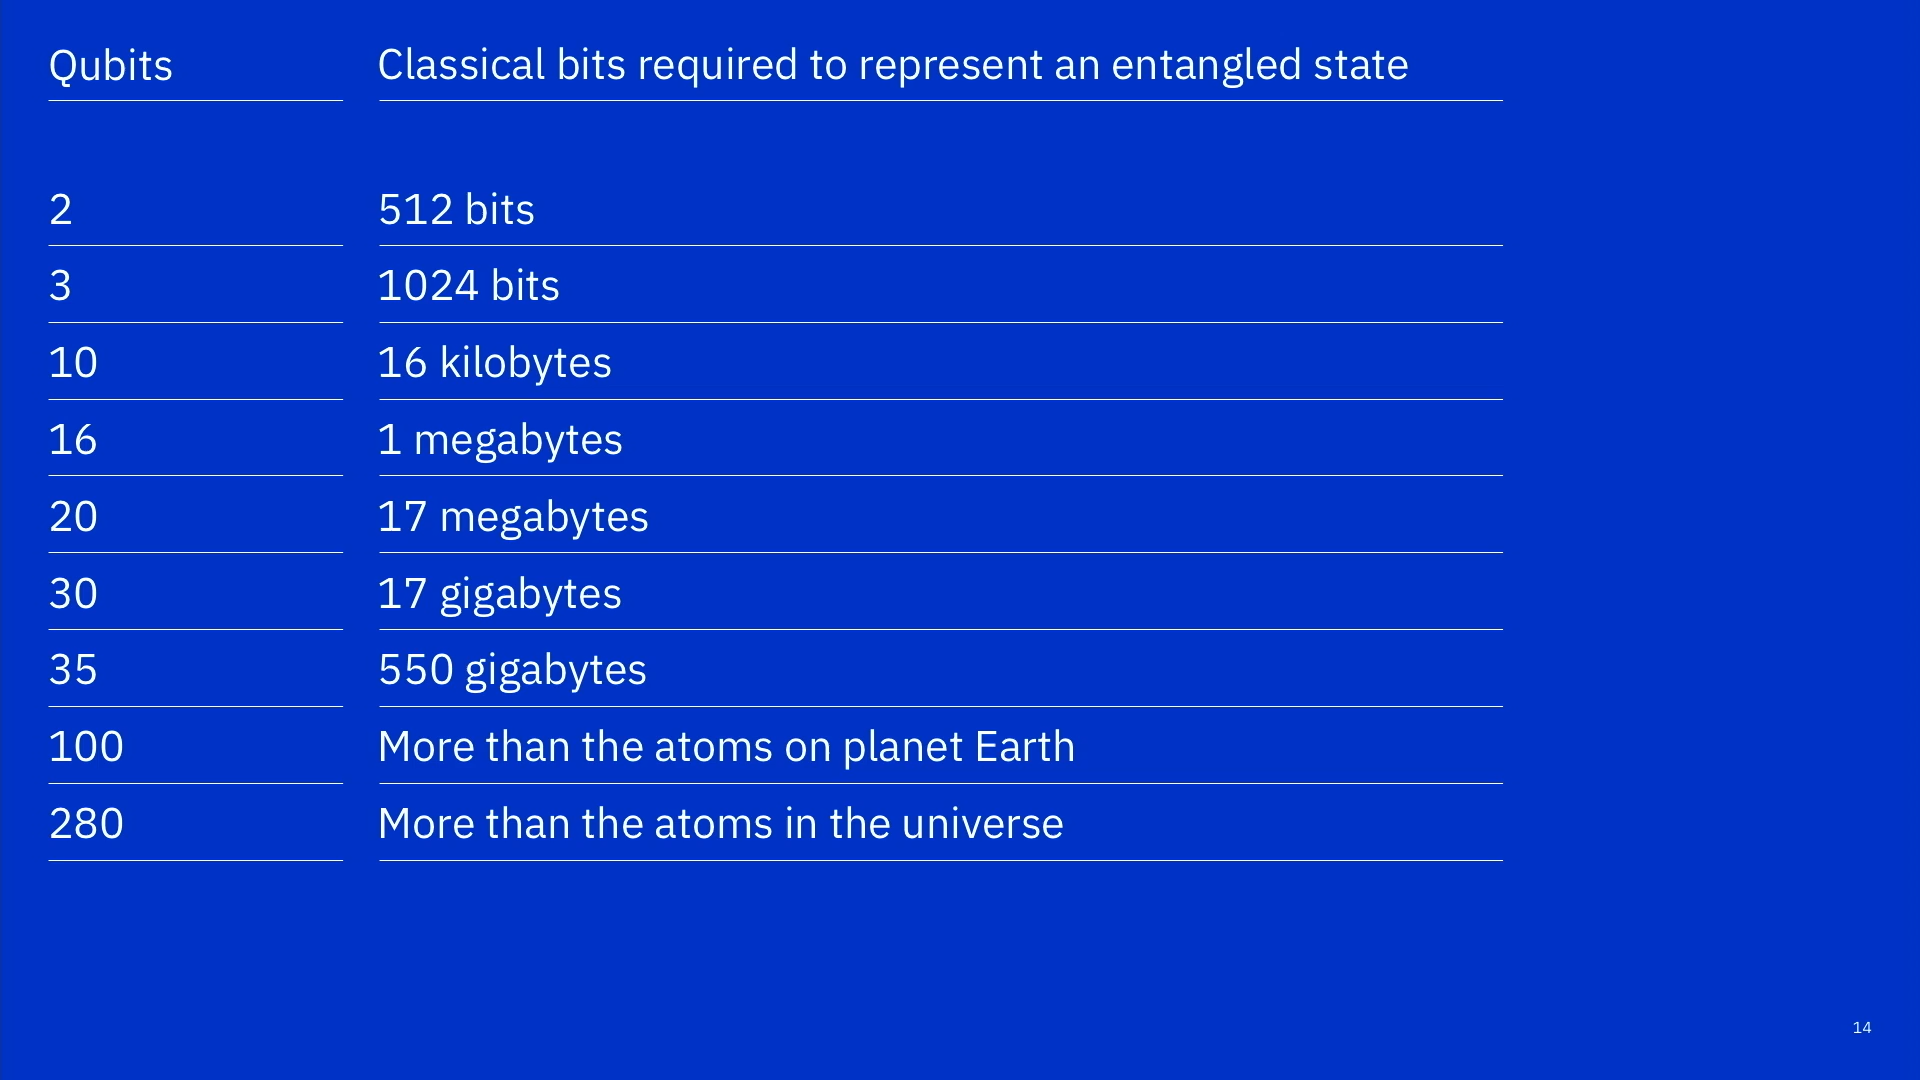 Qubits Classical bits required to represent an entangled state
2 512 bits
3 1024 bits
10 16 kilobytes
16 1 megabytes
20 17 megabytes
30 17 gigabytes
35 550 gigabytes
100 More than the atoms on planet Earth
280 More than the atoms in the universe
14